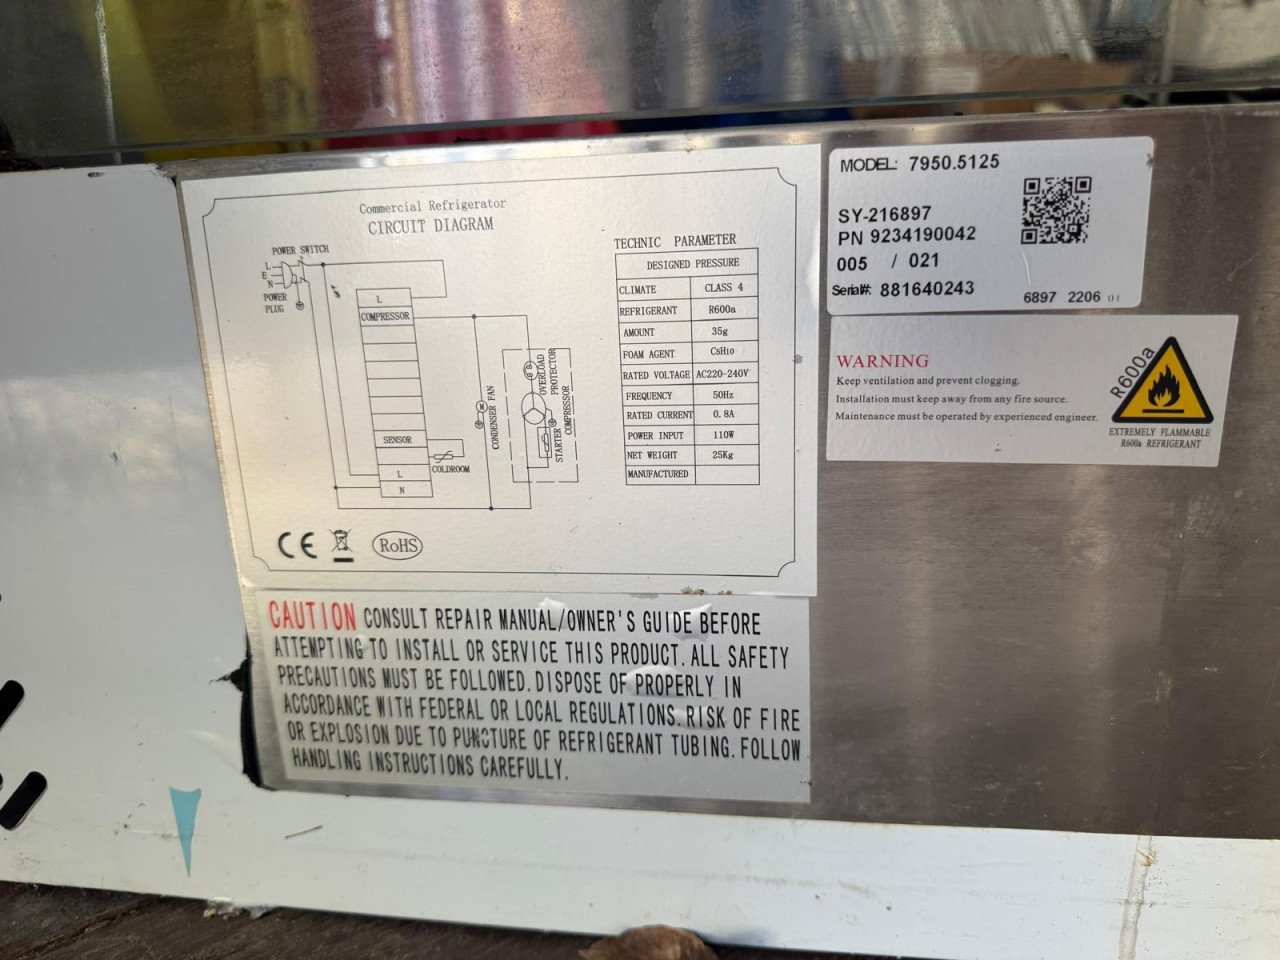 Commercial Refrigerator
CIRCUIT DIAGRAM
POWER SWITCH
L
E
N
POWER
PLUG
L
COMPRESSOR
SENSOR
L
N
COLDROOM
M
CONDENSER FAN
OVERLOAD
PROTECTOR
STARTER
COMPRESSOR
TECHNIC PARAMETER
DESIGNED PRESSURE
CLIMATE CLASS 4
REFRIGERANT R600a
AMOUNT 35g
FOAM AGENT C5H10
RATED VOLTAGE AC220-240V
FREQUENCY 50Hz
RATED CURRENT 0.8A
POWER INPUT 110W
NET WEIGHT 25Kg
MANUFACTURED
CE
RoHS
CAUTION CONSULT REPAIR MANUAL/OWNER'S GUIDE BEFORE
ATTEMPTING TO INSTALL OR SERVICE THIS PRODUCT. ALL SAFETY
PRECAUTIONS MUST BE FOLLOWED. DISPOSE OF PROPERLY IN
ACCORDANCE WITH FEDERAL OR LOCAL REGULATIONS. RISK OF FIRE
OR EXPLOSION DUE TO PUNCTURE OF REFRIGERANT TUBING. FOLLOW
HANDLING INSTRUCTIONS CAREFULLY.
MODEL: 7950.5125
SY-216897
PN 9234190042
005 / 021
Serial#: 881640243
6897 2206
WARNING
Keep ventilation and prevent clogging.
Installation must keep away from any fire source.
Maintenance must be operated by experienced engineer.
R600a
EXTREMELY FLAMMABLE
R600a REFRIGERANT